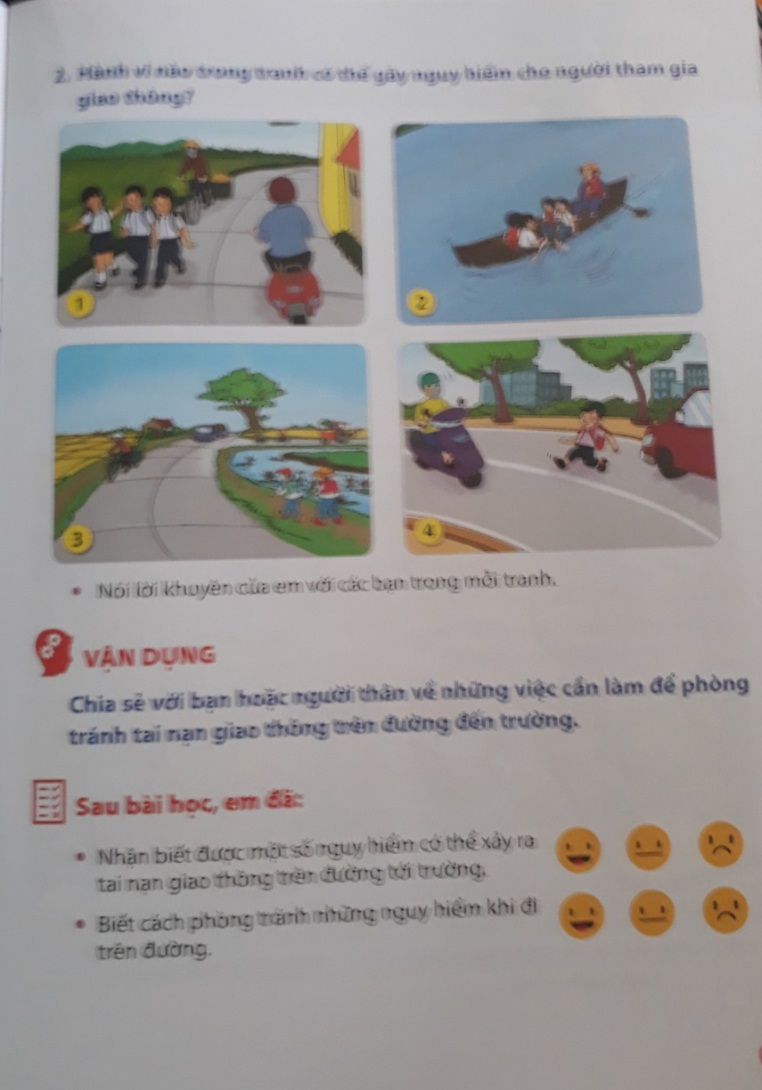 2. Hành vi nào trong tranh có thể gây nguy hiểm cho người tham gia
giao thông?
1
2
3
4
• Nói lời khuyên của em với các bạn trong mỗi tranh.
VẬN DỤNG
Chia sẻ với bạn hoặc người thân về những việc cần làm để phòng
tránh tai nạn giao thông trên đường đến trường.
Sau bài học, em đã:
• Nhận biết được một số nguy hiểm có thể xảy ra
tai nạn giao thông trên đường tới trường.
• Biết cách phòng tránh những nguy hiểm khi đi
trên đường.